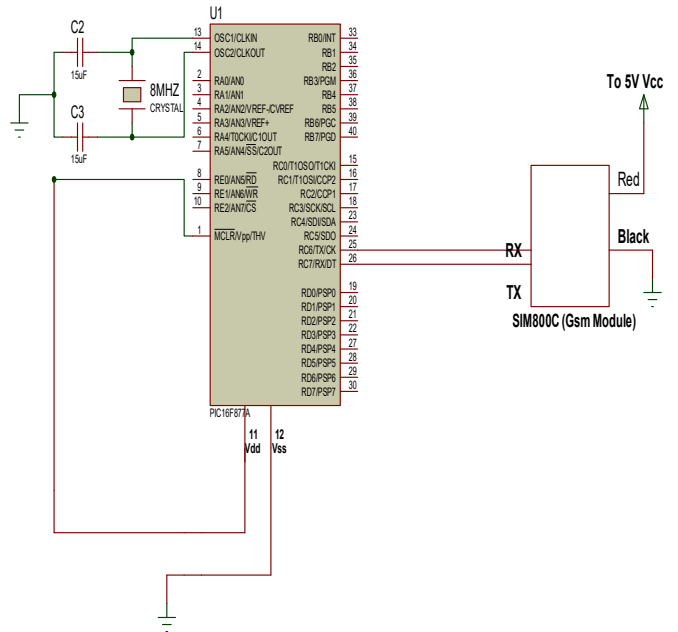 U1
C2
15uF
8MHZ
CRYSTAL
C3
15uF
13 OSC1/CLKIN
14 OSC2/CLKOUT
2 RA0/AN0
3 RA1/AN1
4 RA2/AN2/VREF-/CVREF
5 RA3/AN3/VREF+
6 RA4/T0CKI/C1OUT
7 RA5/AN4/SS/C2OUT
8 RE0/AN5/RD
9 RE1/AN6/WR
10 RE2/AN7/CS
1 MCLR/Vpp/THV
RB0/INT 33
RB1 34
RB2 35
RB3/PGM 36
RB4 37
RB5 38
RB6/PGC 39
RB7/PGD 40
RC0/T1OSO/T1CKI 15
RC1/T1OSI/CCP2 16
RC2/CCP1 17
RC3/SCK/SCL 18
RC4/SDI/SDA 23
RC5/SDO 24
RC6/TX/CK 25
RC7/RX/DT 26
RD0/PSP0 19
RD1/PSP1 20
RD2/PSP2 21
RD3/PSP3 22
RD4/PSP4 27
RD5/PSP5 28
RD6/PSP6 29
RD7/PSP7 30
PIC16F877A
11
Vdd
12
Vss
To 5V Vcc
Red
Black
RX
TX
SIM800C (Gsm Module)